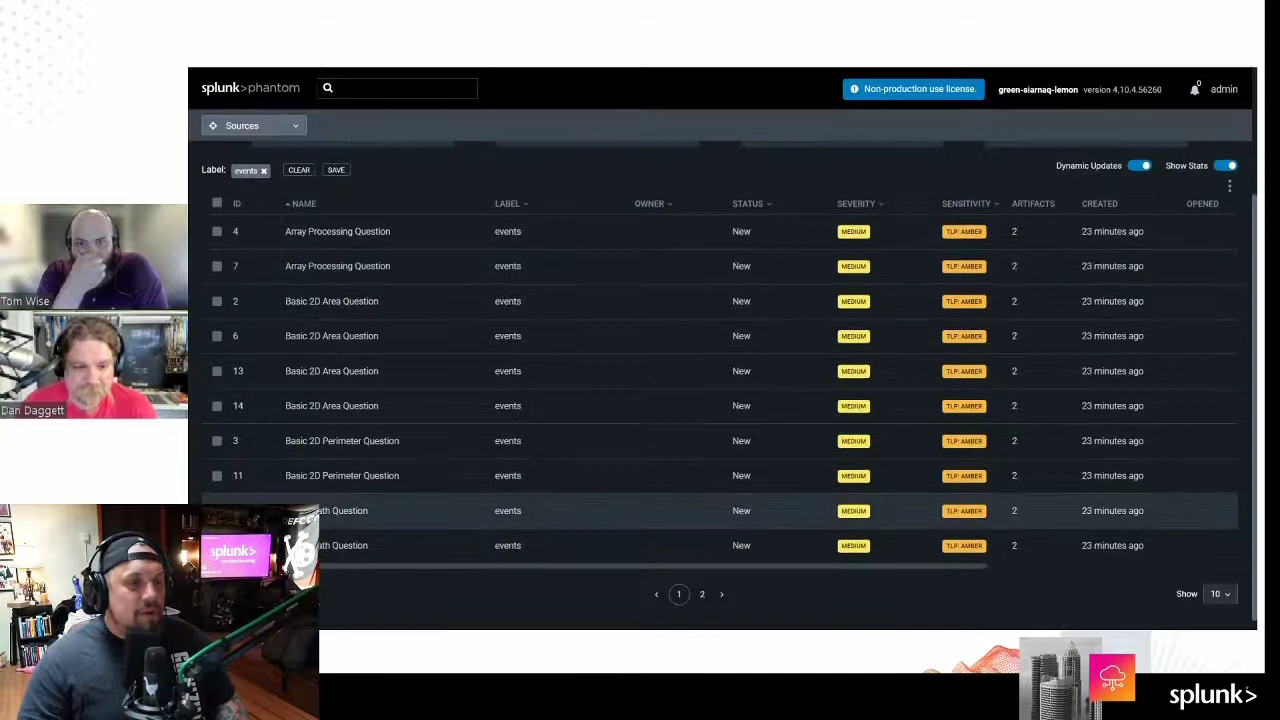 splunk>phantom
Non-production use license.
green-siarnaq-lemon version 4.10.4.56260
0
admin
Sources
Label: events CLEAR SAVE
Dynamic Updates Show Stats
ID NAME LABEL OWNER STATUS SEVERITY SENSITIVITY ARTIFACTS CREATED OPENED
4 Array Processing Question events New MEDIUM TLP: AMBER 2 23 minutes ago
7 Array Processing Question events New MEDIUM TLP: AMBER 2 23 minutes ago
2 Basic 2D Area Question events New MEDIUM TLP: AMBER 2 23 minutes ago
6 Basic 2D Area Question events New MEDIUM TLP: AMBER 2 23 minutes ago
13 Basic 2D Area Question events New MEDIUM TLP: AMBER 2 23 minutes ago
14 Basic 2D Area Question events New MEDIUM TLP: AMBER 2 23 minutes ago
3 Basic 2D Perimeter Question events New MEDIUM TLP: AMBER 2 23 minutes ago
11 Basic 2D Perimeter Question events New MEDIUM TLP: AMBER 2 23 minutes ago
ath Question events New MEDIUM TLP: AMBER 2 23 minutes ago
ath Question events New MEDIUM TLP: AMBER 2 23 minutes ago
1 2
Show 10
Tom Wise
Dan Daggett
splunk>
splunk>